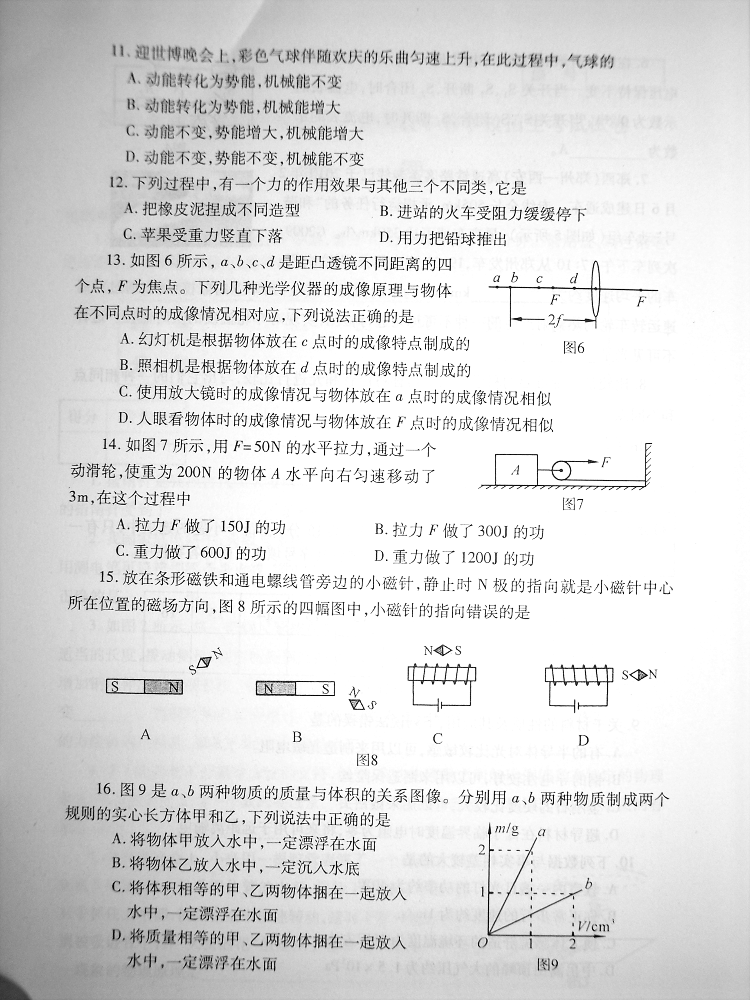 11. 迎世博晚会上,彩色气球伴随欢庆的乐曲匀速上升,在此过程中,气球的
A. 动能转化为势能,机械能不变
B. 动能转化为势能,机械能增大
C. 动能不变,势能增大,机械能增大
D. 动能不变,势能不变,机械能不变
12. 下列过程中,有一个力的作用效果与其他三个不同类,它是
A. 把橡皮泥捏成不同造型 B. 进站的火车受阻力缓缓停下
C. 苹果受重力竖直下落 D. 用力把铅球推出
13. 如图 6 所示, a、b、c、d 是距凸透镜不同距离的四
个点, F 为焦点。下列几种光学仪器的成像原理与物体
在不同点时的成像情况相对应,下列说法正确的是
a b c d
F F
2f
图6
A. 幻灯机是根据物体放在 c 点时的成像特点制成的
B. 照相机是根据物体放在 d 点时的成像特点制成的
C. 使用放大镜时的成像情况与物体放在 a 点时的成像情况相似
D. 人眼看物体时的成像情况与物体放在 F 点时的成像情况相似
14. 如图 7 所示,用 F=50N 的水平拉力,通过一个
动滑轮,使重为 200N 的物体 A 水平向右匀速移动了
3m,在这个过程中
A F
图7
A. 拉力 F 做了 150J 的功 B. 拉力 F 做了 300J 的功
C. 重力做了 600J 的功 D. 重力做了 1200J 的功
15. 放在条形磁铁和通电螺线管旁边的小磁针,静止时 N 极的指向就是小磁针中心
所在位置的磁场方向,图 8 所示的四幅图中,小磁针的指向错误的是
S N S N
N S N S
N S
S N
A B C D
图8
16. 图 9 是 a、b 两种物质的质量与体积的关系图像。分别用 a、b 两种物质制成两个
规则的实心长方体甲和乙,下列说法中正确的是
A. 将物体甲放入水中,一定漂浮在水面
B. 将物体乙放入水中,一定沉入水底
C. 将体积相等的甲、乙两物体捆在一起放入
水中,一定漂浮在水面
D. 将质量相等的甲、乙两物体捆在一起放入
水中,一定漂浮在水面
m/g a
2
1 b
V/cm³
O 1 2
图9